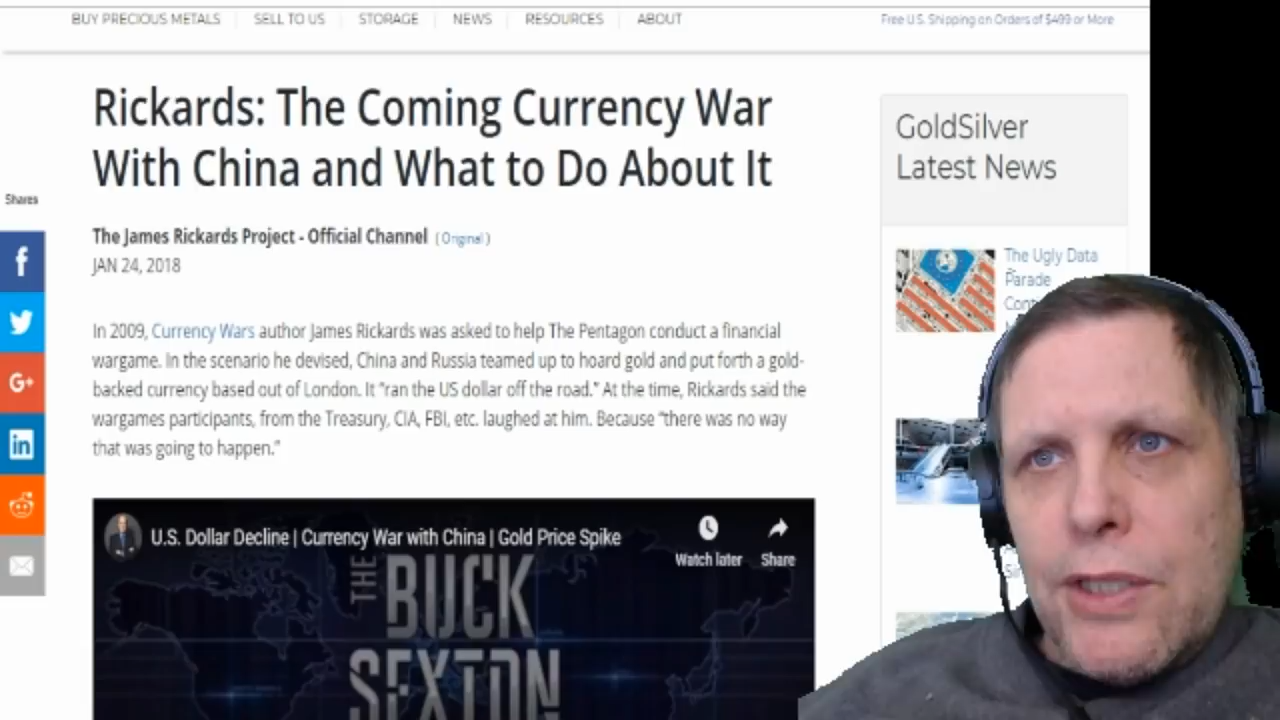 BUY PRECIOUS METALS SELL TO US STORAGE NEWS RESOURCES ABOUT Free U.S. Shipping on Orders of $499 or More
Rickards: The Coming Currency War
With China and What to Do About It
The James Rickards Project - Official Channel (Original)
JAN 24, 2018
In 2009, Currency Wars author James Rickards was asked to help The Pentagon conduct a financial
wargame. In the scenario he devised, China and Russia teamed up to hoard gold and put forth a gold-
backed currency based out of London. It “ran the US dollar off the road.” At the time, Rickards said the
wargames participants, from the Treasury, CIA, FBI, etc. laughed at him. Because “there was no way
that was going to happen.”
U.S. Dollar Decline | Currency War with China | Gold Price Spike
Watch later Share
THE BUCK
SEXTON
Shares
f
G+
in
GoldSilver
Latest News
The Ugly Data
Parade